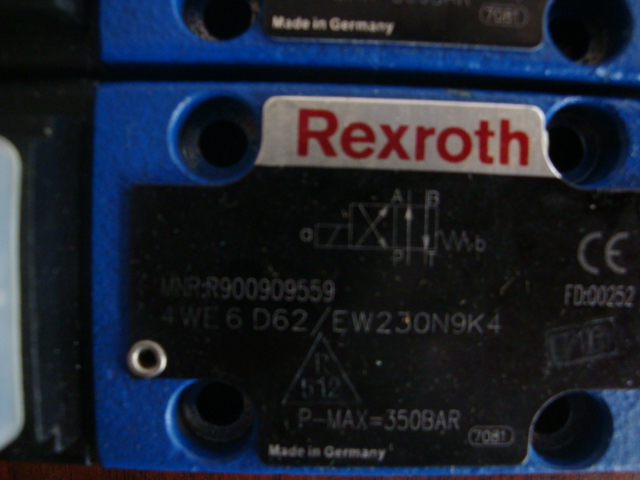 Made in Germany
7081
Rexroth
A B
a
b
P T
CE
MNR:R900909559
FD:00252
4WE 6 D62/EW230N9K4
512
P-MAX=350BAR
7081
Made in Germany